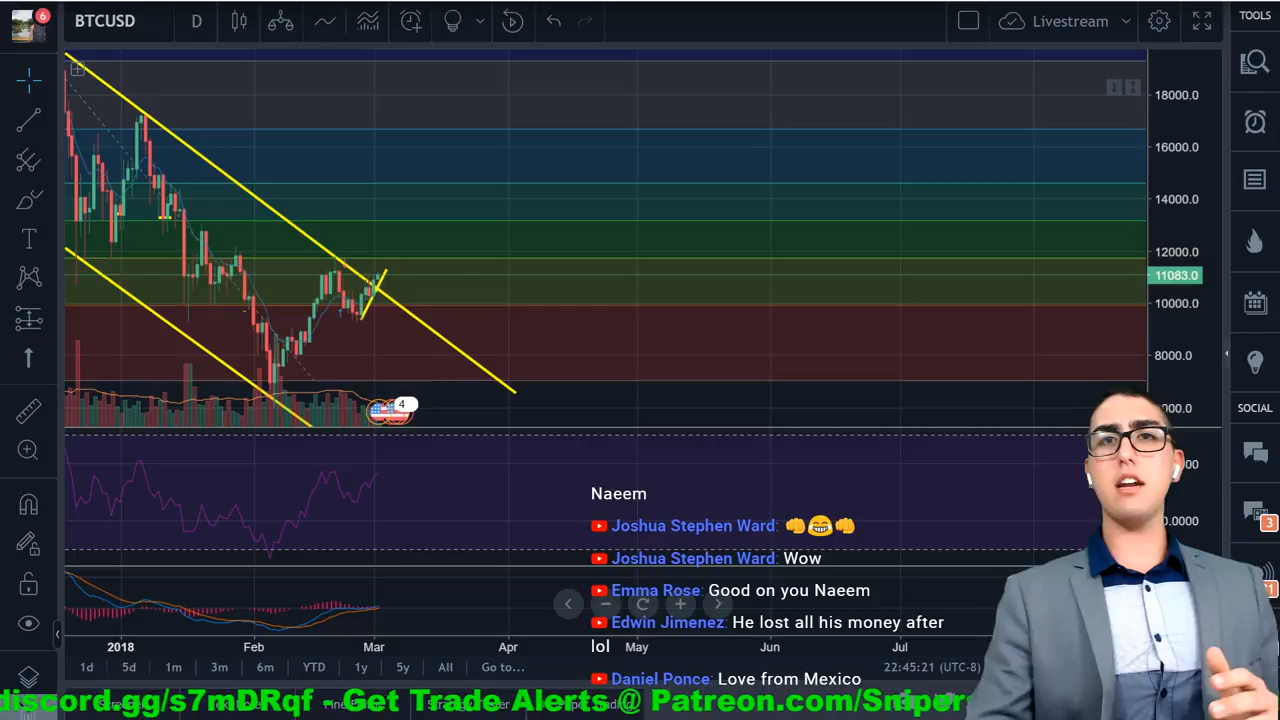 6
BTCUSD
D
Livestream
TOOLS
18000.0
16000.0
14000.0
12000.0
11083.0
10000.0
8000.0
4
SOCIAL
Naeem
Joshua Stephen Ward: 👊😂👊
Joshua Stephen Ward: Wow
Emma Rose: Good on you Naeem
Edwin Jimenez: He lost all his money after
lol
Daniel Ponce: Love from Mexico
3
1
2018 Feb Mar Apr May Jun Jul
1d 5d 1m 3m 6m YTD 1y 5y All Go to...
22:45:21 (UTC-8)
discord.gg/s7mDRqf - Get Trade Alerts @ Patreon.com/Sniper